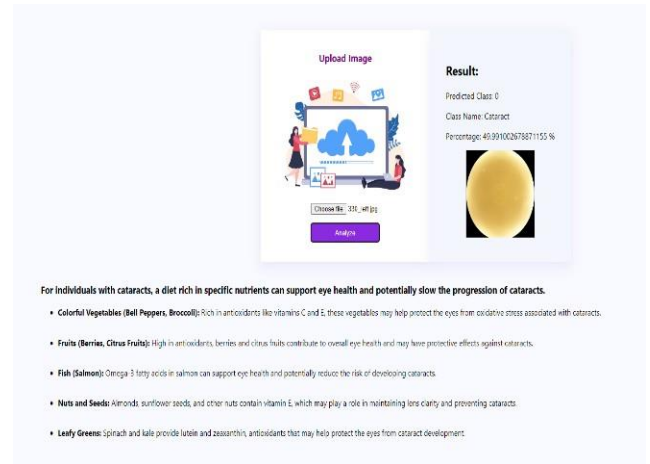 Upload Image
Choose file 330_left.jpg
Analyze
Result:
Predicted Class: 0
Class Name: Cataract
Percentage: 49.991002678871155 %
For individuals with cataracts, a diet rich in specific nutrients can support eye health and potentially slow the progression of cataracts.
• Colorful Vegetables (Bell Peppers, Broccoli): Rich in antioxidants like vitamins C and E, these vegetables may help protect the eyes from oxidative stress associated with cataracts.
• Fruits (Berries, Citrus Fruits): High in antioxidants, berries and citrus fruits contribute to overall eye health and may have protective effects against cataracts.
• Fish (Salmon): Omega-3 fatty acids in salmon can support eye health and potentially reduce the risk of developing cataracts.
• Nuts and Seeds: Almonds, sunflower seeds, and other nuts contain vitamin E, which may play a role in maintaining lens clarity and preventing cataracts.
• Leafy Greens: Spinach and kale provide lutein and zeaxanthin, antioxidants that may help protect the eyes from cataract development.